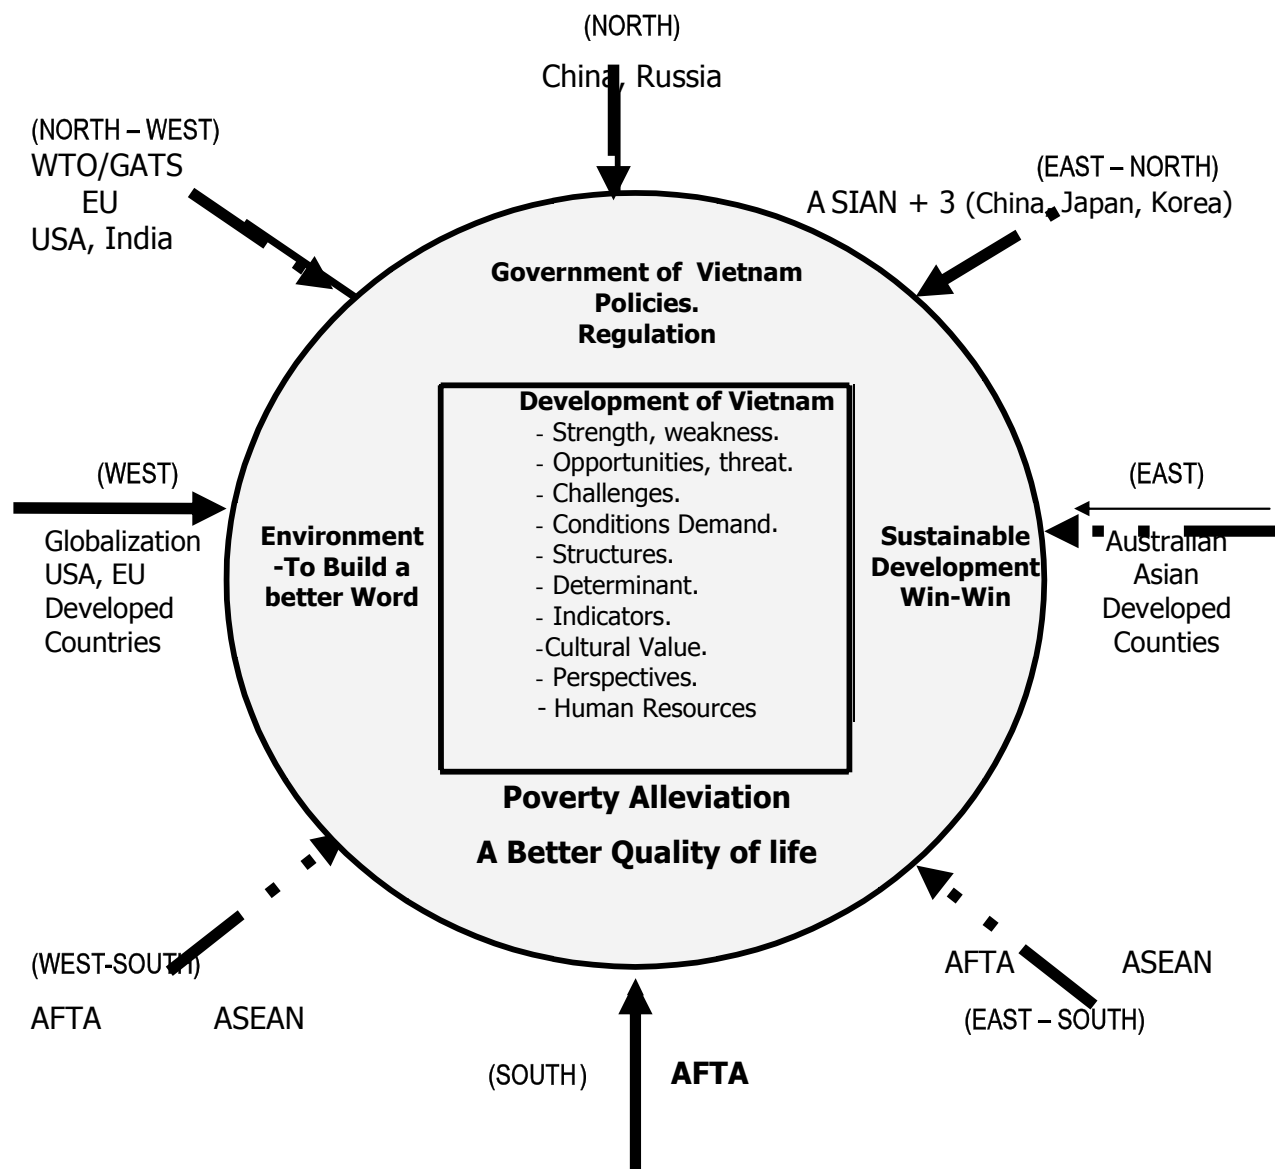 (NORTH)
China, Russia
(NORTH – WEST)
WTO/GATS
EU
USA, India
(EAST – NORTH)
A SIAN + 3 (China, Japan, Korea)
Government of Vietnam
Policies.
Regulation
Development of Vietnam
- Strength, weakness.
- Opportunities, threat.
- Challenges.
- Conditions Demand.
- Structures.
- Determinant.
- Indicators.
-Cultural Value.
- Perspectives.
- Human Resources
(WEST)
Globalization
USA, EU
Developed
Countries
Environment
-To Build a
better Word
Sustainable
Development
Win-Win
(EAST)
Australian
Asian
Developed
Counties
Poverty Alleviation
A Better Quality of life
(WEST-SOUTH)
AFTA ASEAN
AFTA ASEAN
(EAST – SOUTH)
(SOUTH) AFTA